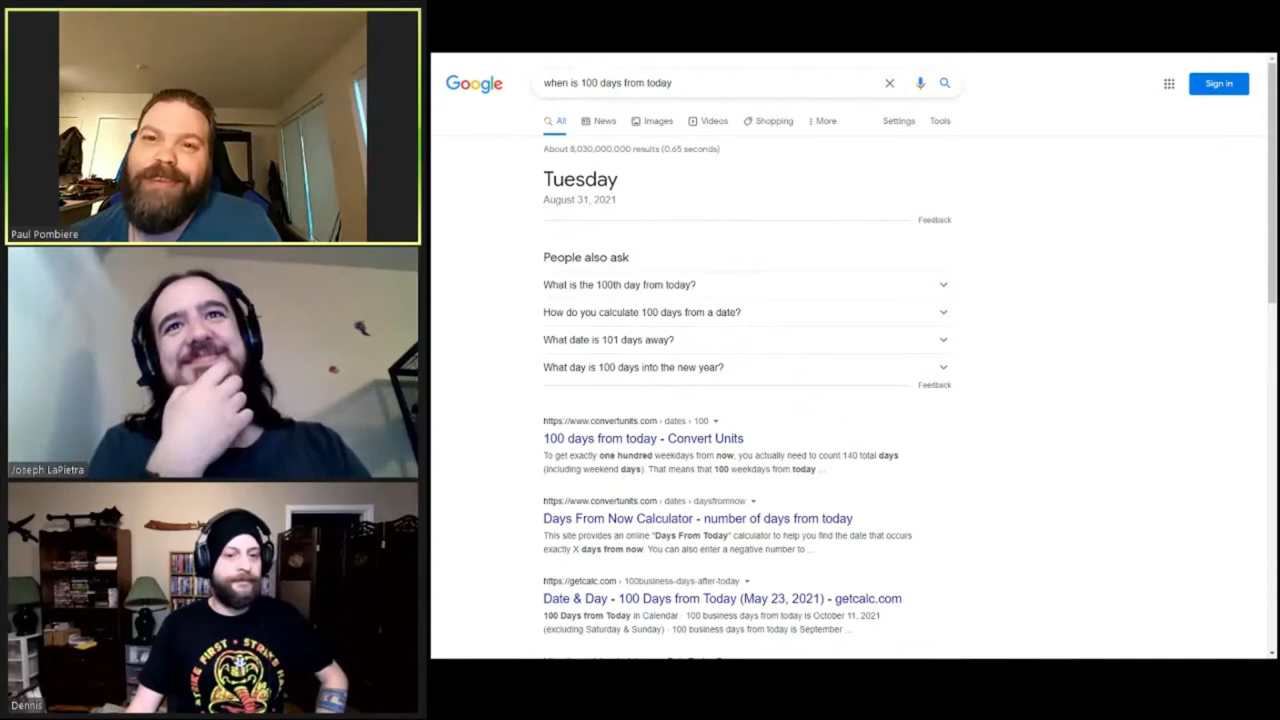 Paul Pombiere
Joseph LaPietra
STRIKE FIRST • STRIKE HA
Dennis
Google
when is 100 days from today
Sign in
All
News
Images
Videos
Shopping
More
Settings
Tools
About 8,030,000,000 results (0.65 seconds)
Tuesday
August 31, 2021
Feedback
People also ask
What is the 100th day from today?
How do you calculate 100 days from a date?
What date is 101 days away?
What day is 100 days into the new year?
Feedback
https://www.convertunits.com › dates › 100
100 days from today - Convert Units
To get exactly one hundred weekdays from now, you actually need to count 140 total days
(including weekend days). That means that 100 weekdays from today ...
https://www.convertunits.com › dates › daysfromnow
Days From Now Calculator - number of days from today
This site provides an online "Days From Today" calculator to help you find the date that occurs
exactly X days from now. You can also enter a negative number to ...
https://getcalc.com › 100business-days-after-today
Date & Day - 100 Days from Today (May 23, 2021) - getcalc.com
100 Days from Today in Calendar · 100 business days from today is October 11, 2021
(excluding Saturday & Sunday) · 100 business days from today is September ...